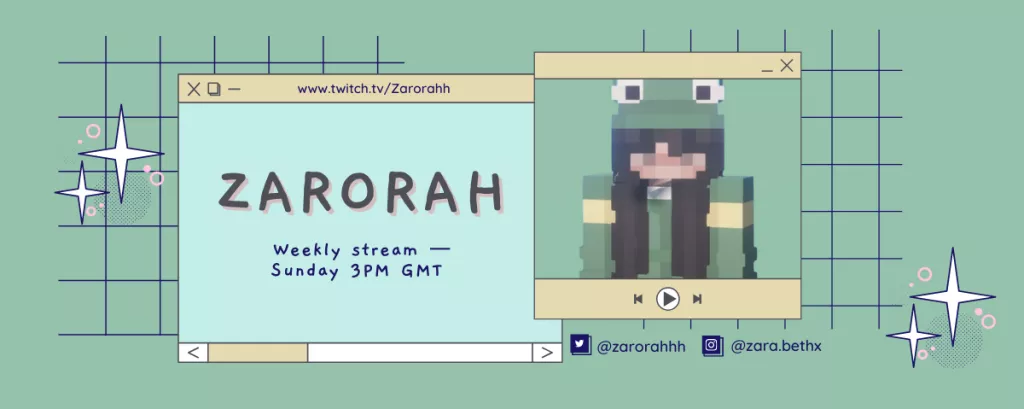 www.twitch.tv/Zarorahh
ZARORAH
Weekly stream —
Sunday 3PM GMT
@zarorahhh
@zara.bethx